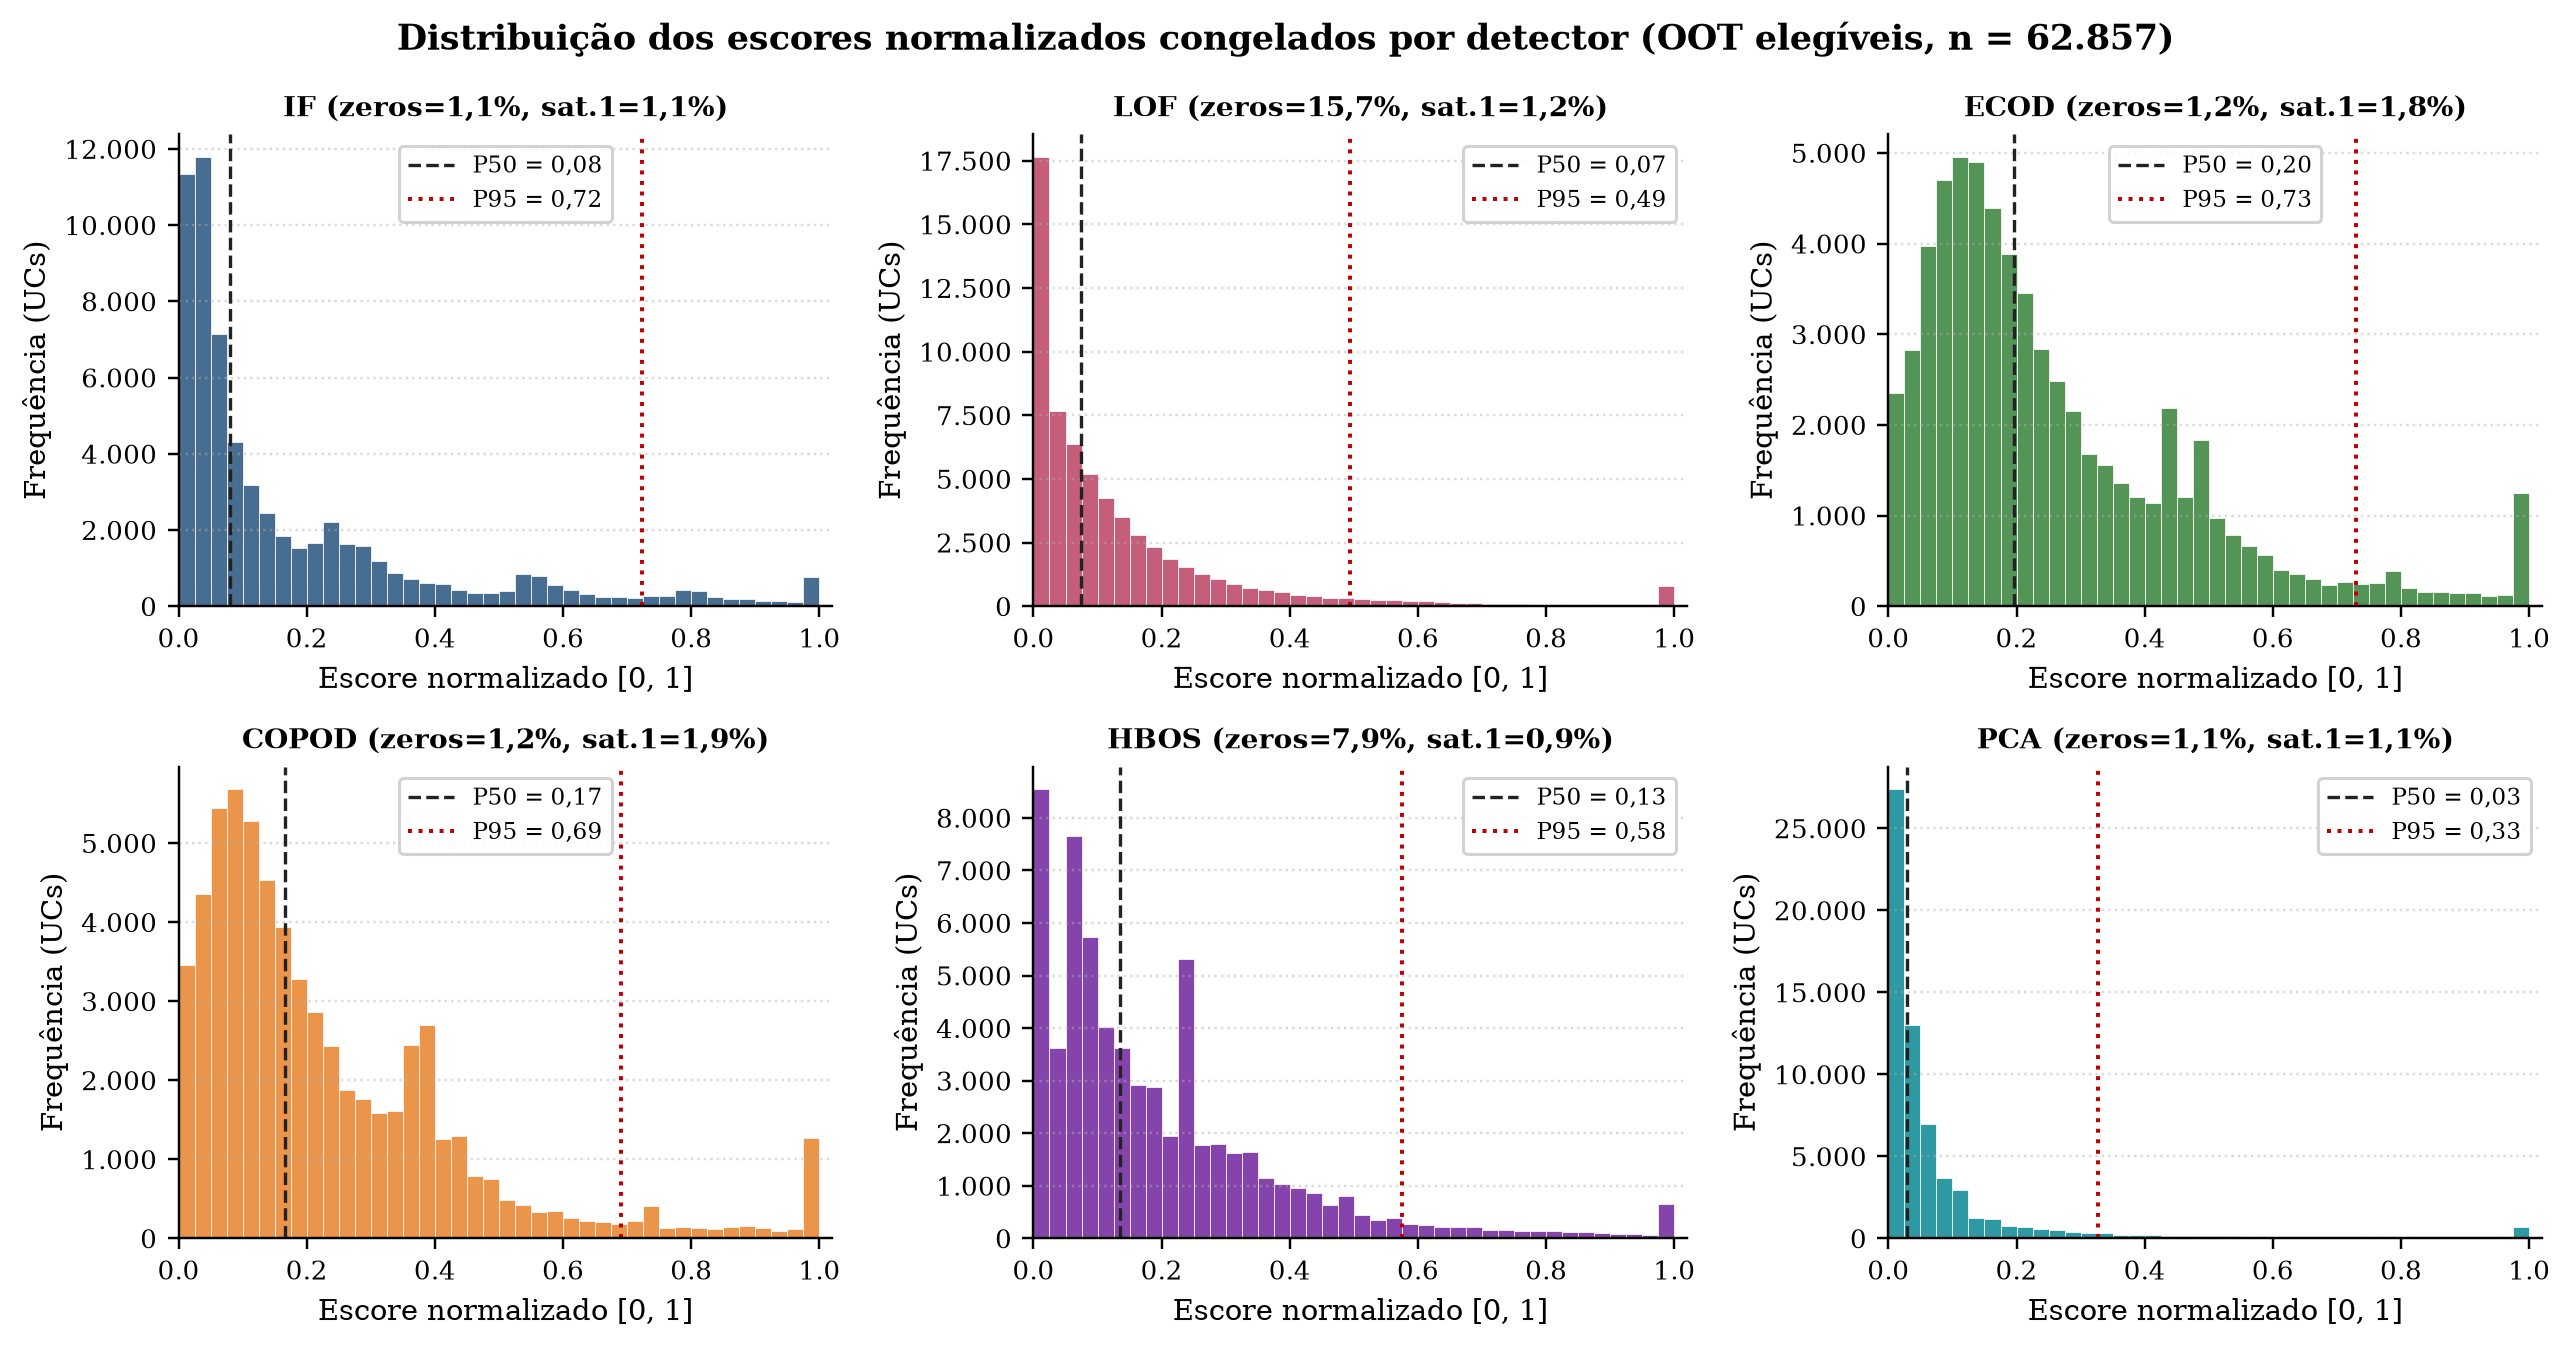 Distribuição dos escores normalizados congelados por detector (OOT elegíveis, n = 62.857)
IF (zeros=1,1%, sat.1=1,1%)
Frequência (UCs)
12.000
10.000
8.000
6.000
4.000
2.000
0
P50 = 0,08
P95 = 0,72
0.0 0.2 0.4 0.6 0.8 1.0
Escore normalizado [0, 1]
LOF (zeros=15,7%, sat.1=1,2%)
Frequência (UCs)
17.500
15.000
12.500
10.000
7.500
5.000
2.500
0
P50 = 0,07
P95 = 0,49
0.0 0.2 0.4 0.6 0.8 1.0
Escore normalizado [0, 1]
ECOD (zeros=1,2%, sat.1=1,8%)
Frequência (UCs)
5.000
4.000
3.000
2.000
1.000
0
P50 = 0,20
P95 = 0,73
0.0 0.2 0.4 0.6 0.8 1.0
Escore normalizado [0, 1]
COPOD (zeros=1,2%, sat.1=1,9%)
Frequência (UCs)
5.000
4.000
3.000
2.000
1.000
0
P50 = 0,17
P95 = 0,69
0.0 0.2 0.4 0.6 0.8 1.0
Escore normalizado [0, 1]
HBOS (zeros=7,9%, sat.1=0,9%)
Frequência (UCs)
8.000
7.000
6.000
5.000
4.000
3.000
2.000
1.000
0
P50 = 0,13
P95 = 0,58
0.0 0.2 0.4 0.6 0.8 1.0
Escore normalizado [0, 1]
PCA (zeros=1,1%, sat.1=1,1%)
Frequência (UCs)
25.000
20.000
15.000
10.000
5.000
0
P50 = 0,03
P95 = 0,33
0.0 0.2 0.4 0.6 0.8 1.0
Escore normalizado [0, 1]